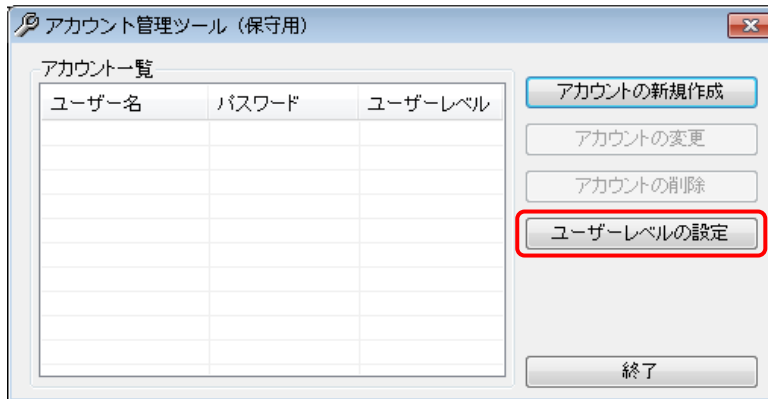 アカウント管理ツール（保守用）
アカウント一覧
ユーザー名 パスワード ユーザーレベル
アカウントの新規作成
アカウントの変更
アカウントの削除
ユーザーレベルの設定
終了